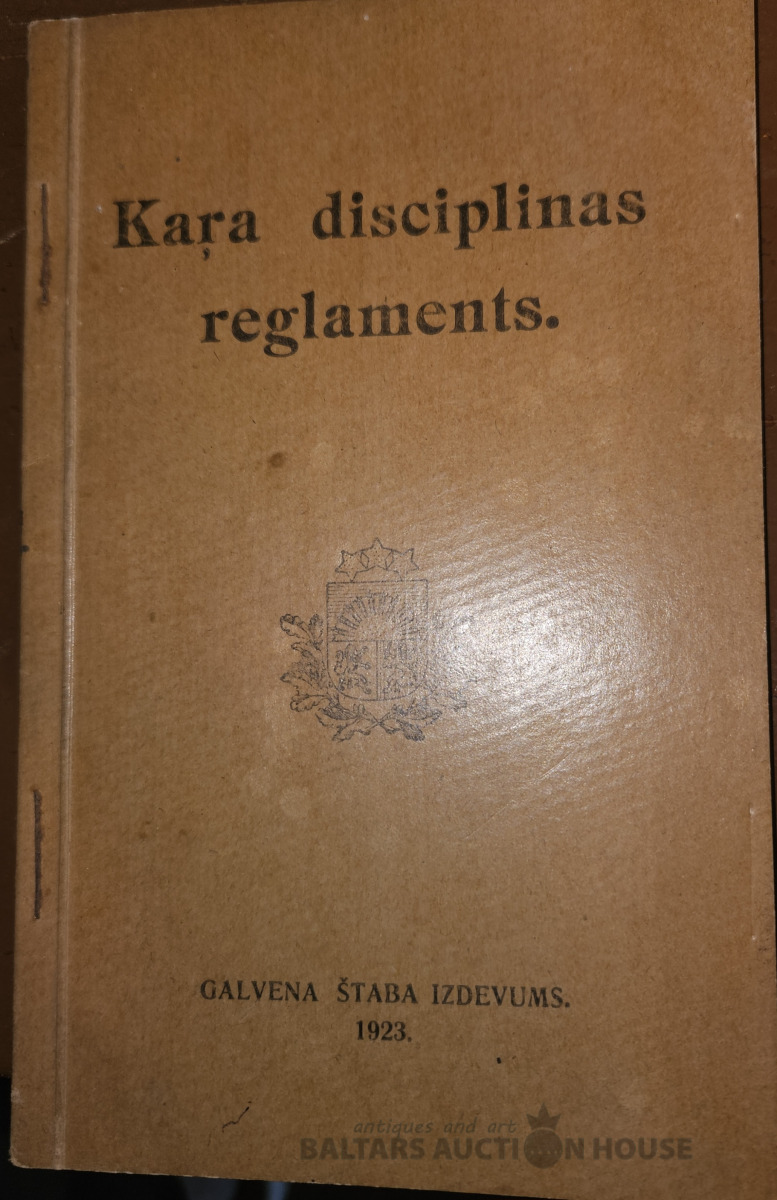 Kaŗa disciplinas
reglaments.
GALVENA ŠTABA IZDEVUMS.
1923.
antiques and art
BALTARS AUCTION HOUSE